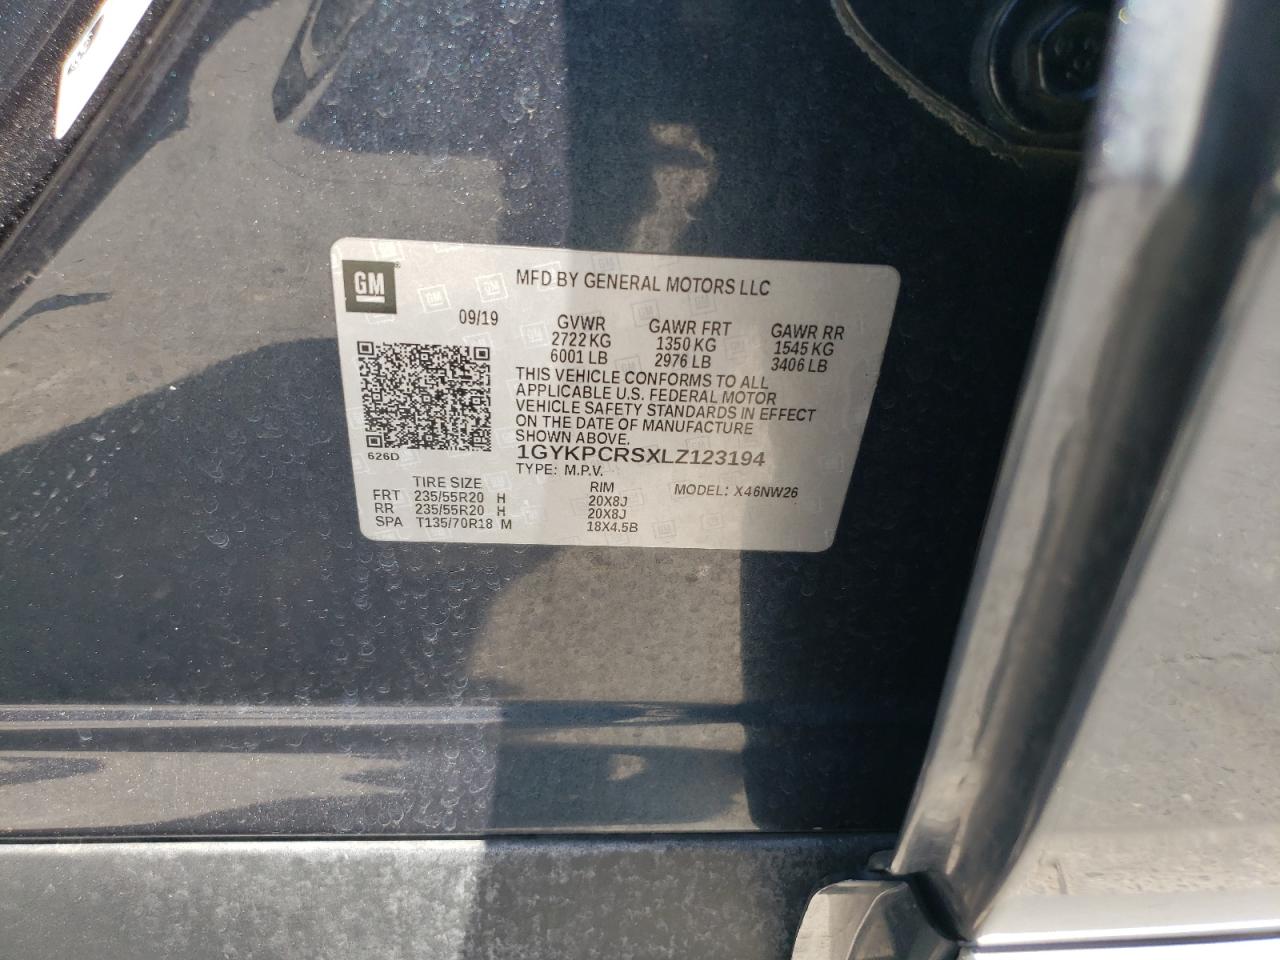 GM
MFD BY GENERAL MOTORS LLC
09/19
GVWR GAWR FRT GAWR RR
2722 KG 1350 KG 1545 KG
6001 LB 2976 LB 3406 LB
THIS VEHICLE CONFORMS TO ALL
APPLICABLE U.S. FEDERAL MOTOR
VEHICLE SAFETY STANDARDS IN EFFECT
ON THE DATE OF MANUFACTURE
SHOWN ABOVE.
626D
1GYKPCRSXLZ123194
TYPE: M.P.V.
TIRE SIZE RIM MODEL: X46NW26
FRT 235/55R20 H 20X8J
RR 235/55R20 H 20X8J
SPA T135/70R18 M 18X4.5B